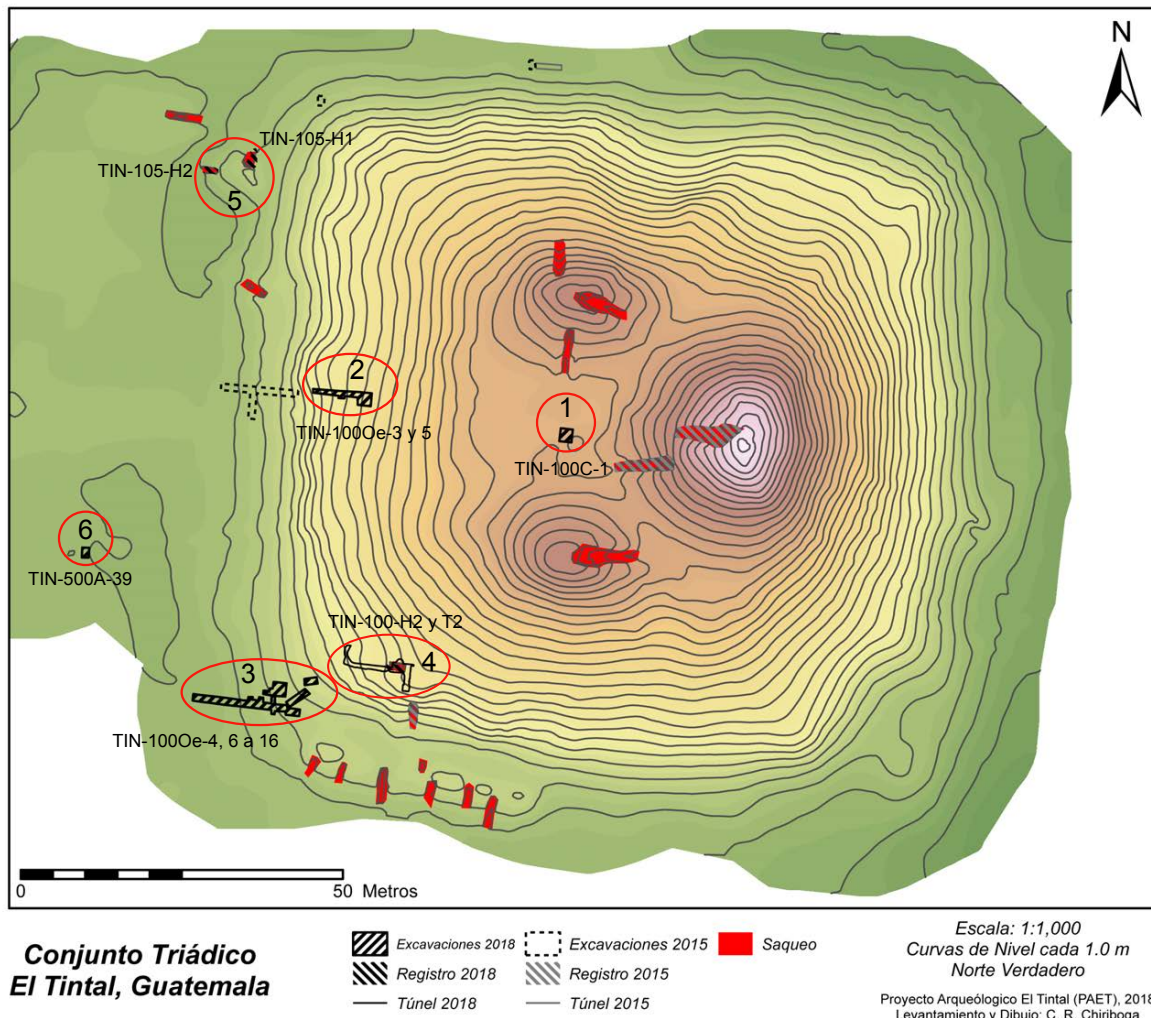 N
TIN-105-H1
TIN-105-H2
5
2
TIN-100Oe-3 y 5
1
TIN-100C-1
6
TIN-500A-39
TIN-100-H2 y T2
4
3
TIN-100Oe-4, 6 a 16
0 50 Metros
Conjunto Triádico
El Tintal, Guatemala
Excavaciones 2018
Excavaciones 2015
Saqueo
Registro 2018
Registro 2015
Túnel 2018
Túnel 2015
Escala: 1:1,000
Curvas de Nivel cada 1.0 m
Norte Verdadero
Proyecto Arqueólogico El Tintal (PAET), 2018
Levantamiento y Dibujo: C. R. Chiriboga